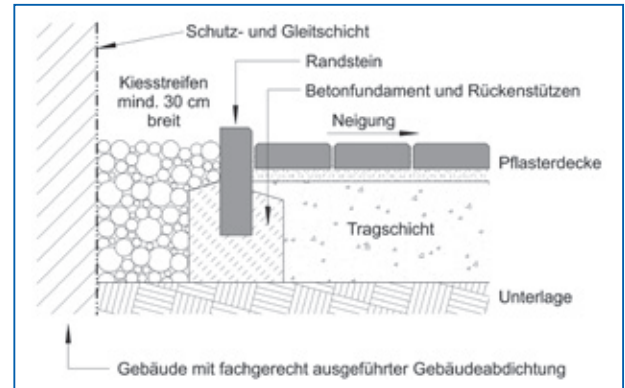 Schutz- und Gleitschicht
Randstein
Kiesstreifen
mind. 30 cm
breit
Betonfundament und Rückenstützen
Neigung
Pflasterdecke
Tragschicht
Unterlage
Gebäude mit fachgerecht ausgeführter Gebäudeabdichtung